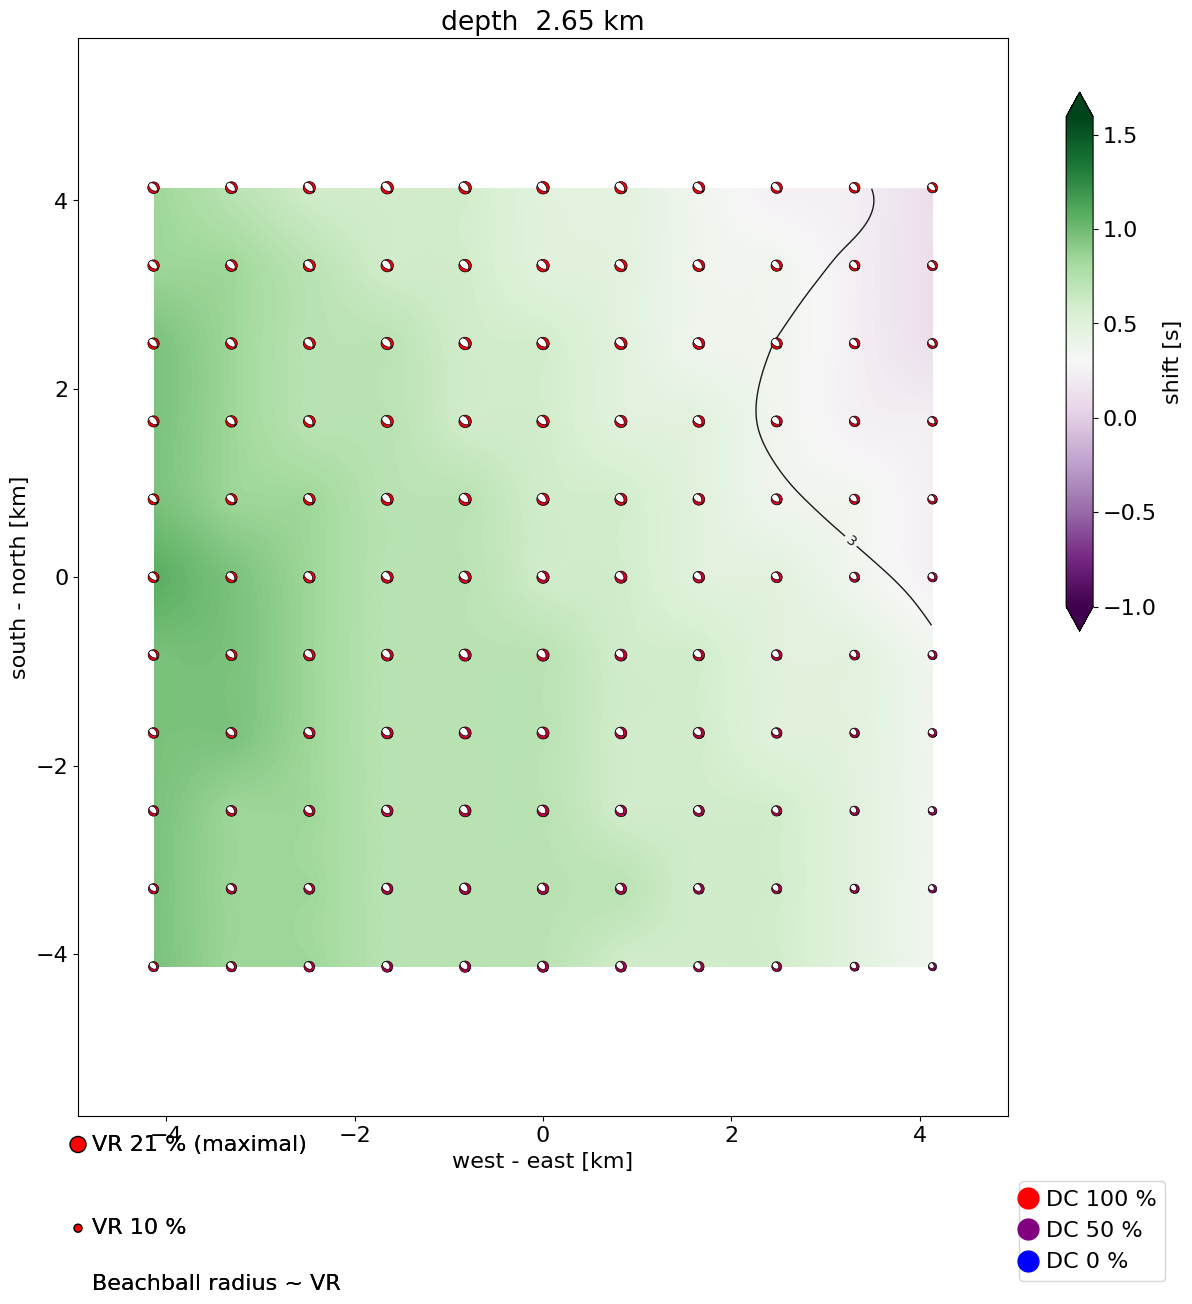 depth  2.65 km
4
2
0
−2
−4
south - north [km]
3
−4
−2
0
2
4
west - east [km]
1.5
1.0
0.5
0.0
−0.5
−1.0
shift [s]
VR 21 % (maximal)
VR 10 %
Beachball radius ~ VR
DC 100 %
DC 50 %
DC 0 %